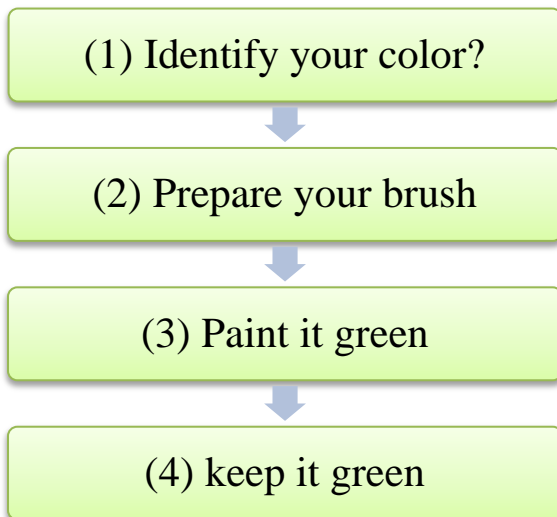 (1) Identify your color?
(2) Prepare your brush
(3) Paint it green
(4) keep it green